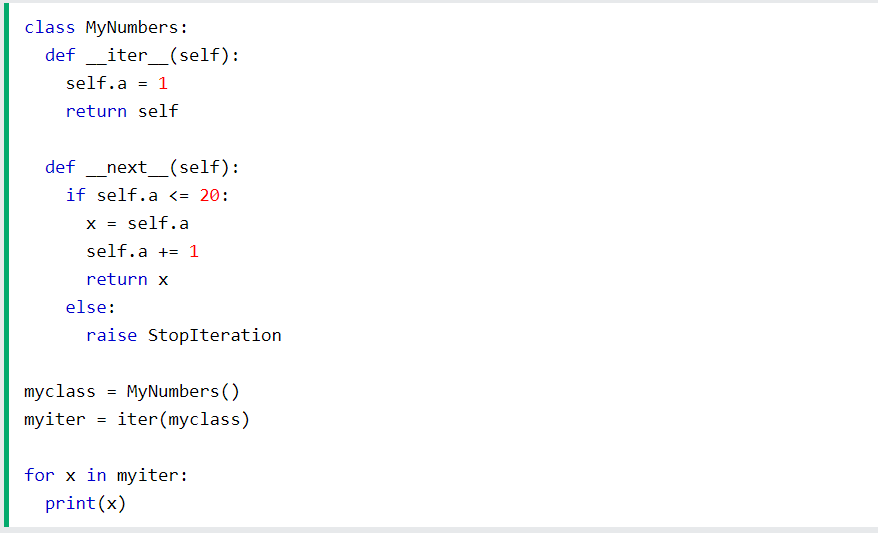 class MyNumbers:
  def __iter__(self):
    self.a = 1
    return self

  def __next__(self):
    if self.a <= 20:
      x = self.a
      self.a += 1
      return x
    else:
      raise StopIteration

myclass = MyNumbers()
myiter = iter(myclass)

for x in myiter:
  print(x)